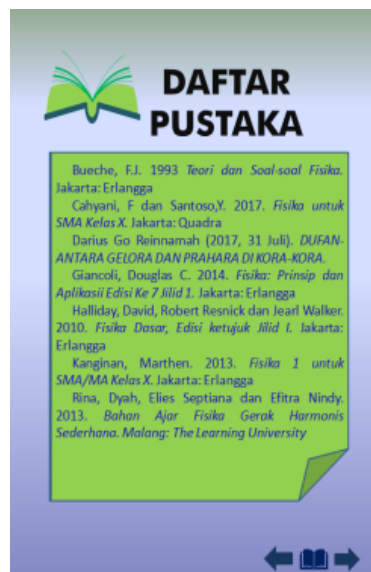 DAFTAR
PUSTAKA
Bueche, F.J. 1993 Teori dan Soal-soal Fisika.
Jakarta: Erlangga
Cahyani, F dan Santoso,Y. 2017. Fisika untuk
SMA Kelas X. Jakarta: Quadra
Darius Go Reinnamah (2017, 31 Juli). DUFAN-
ANTARA GELORA DAN PRAHARA DI KORA-KORA.
Giancoli, Douglas C. 2014. Fisika: Prinsip dan
Aplikasii Edisi Ke 7 Jilid 1. Jakarta: Erlangga
Halliday, David, Robert Resnick dan Jearl Walker.
2010. Fisika Dasar, Edisi ketujuk Jilid I. Jakarta:
Erlangga
Kanginan, Marthen. 2013. Fisika 1 untuk
SMA/MA Kelas X. Jakarta: Erlangga
Rina, Dyah, Elies Septiana dan Efitra Nindy.
2013. Bahan Ajar Fisika Gerak Harmonis
Sederhana. Malang: The Learning University